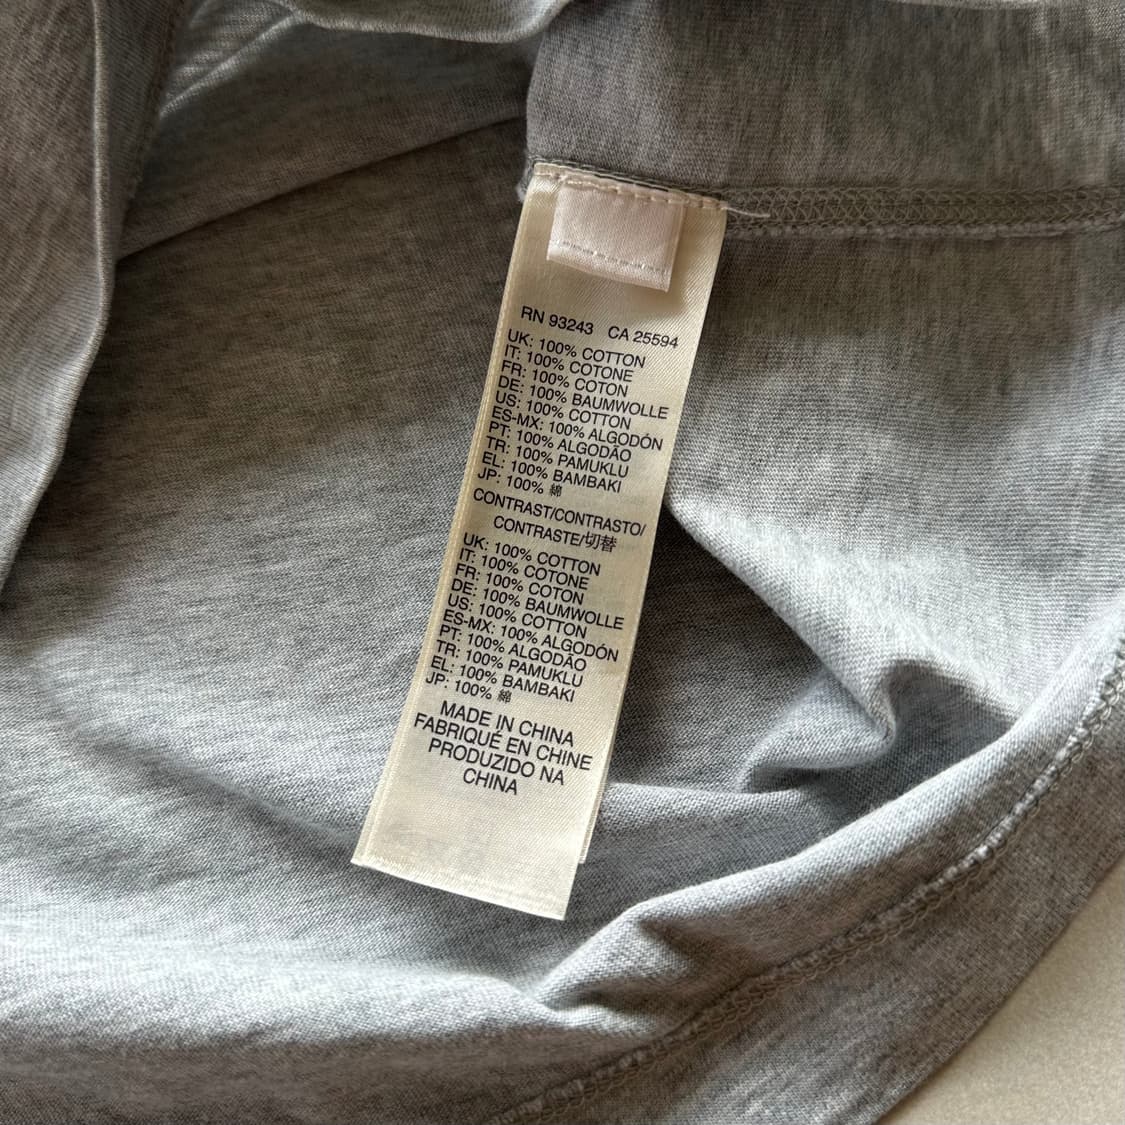 RN 93243 CA 25594
UK: 100% COTTON
IT: 100% COTONE
FR: 100% COTON
DE: 100% BAUMWOLLE
US: 100% COTTON
ES-MX: 100% ALGODÓN
PT: 100% ALGODÃO
TR: 100% PAMUKLU
EL: 100% BAMBAKI
JP: 100% 綿
CONTRAST/CONTRASTO/
CONTRASTE/切替
UK: 100% COTTON
IT: 100% COTONE
FR: 100% COTON
DE: 100% BAUMWOLLE
US: 100% COTTON
ES-MX: 100% ALGODÓN
PT: 100% ALGODÃO
TR: 100% PAMUKLU
EL: 100% BAMBAKI
JP: 100% 綿
MADE IN CHINA
FABRIQUÉ EN CHINE
PRODUZIDO NA
CHINA